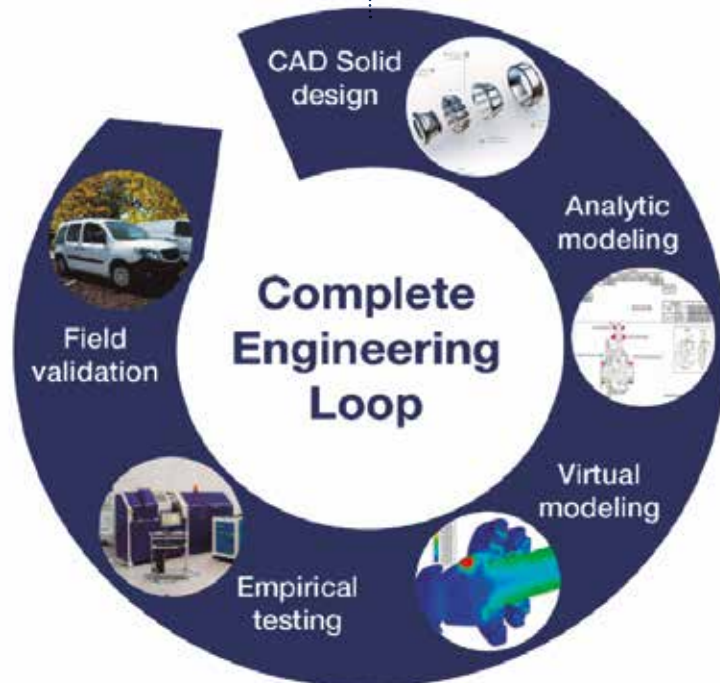 CAD Solid
design
Analytic
modeling
Virtual
modeling
Empirical
testing
Field
validation
Complete
Engineering
Loop